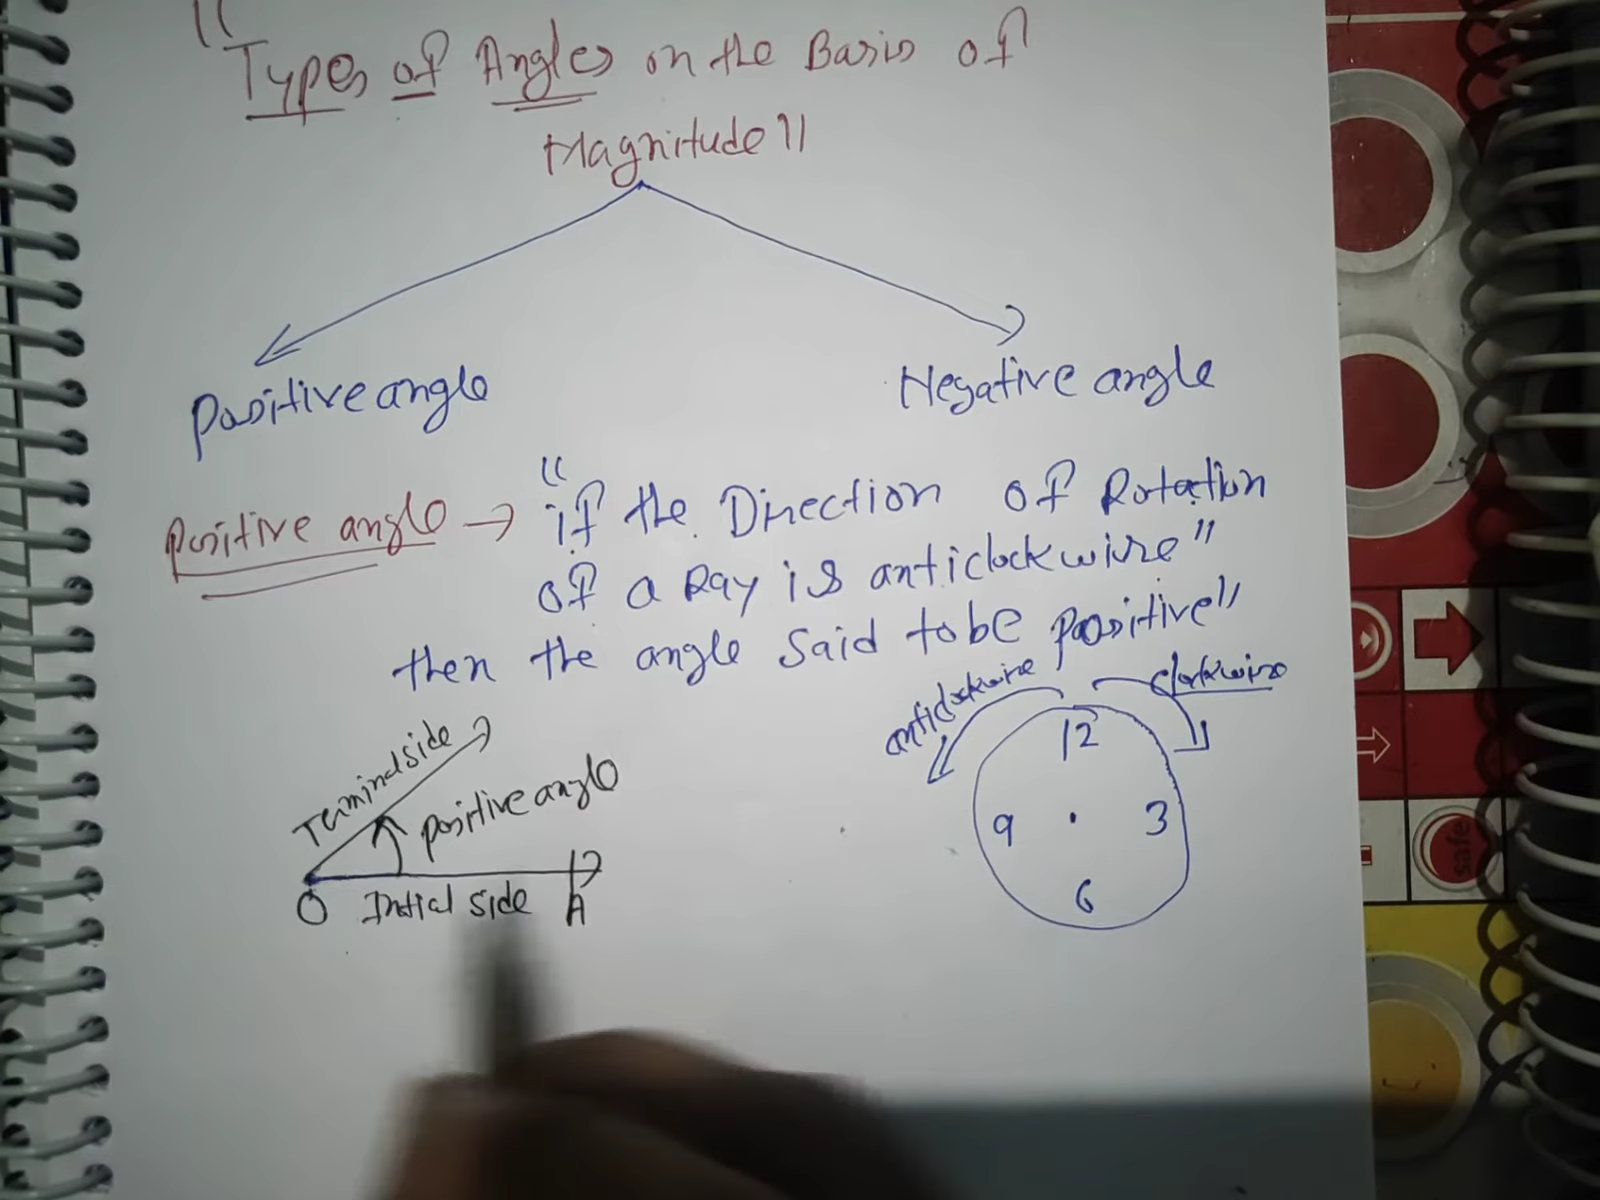 "Types of Angles on the Basis of
Magnitude"
Positive angle
Negative angle
Positive angle → "if the Direction of Rotation
of a Ray is anticlockwise"
then the angle said to be positive"
anticlockwise
clockwise
Terminal side
Positive angle
O Initial side A
12
9 3
6
safe